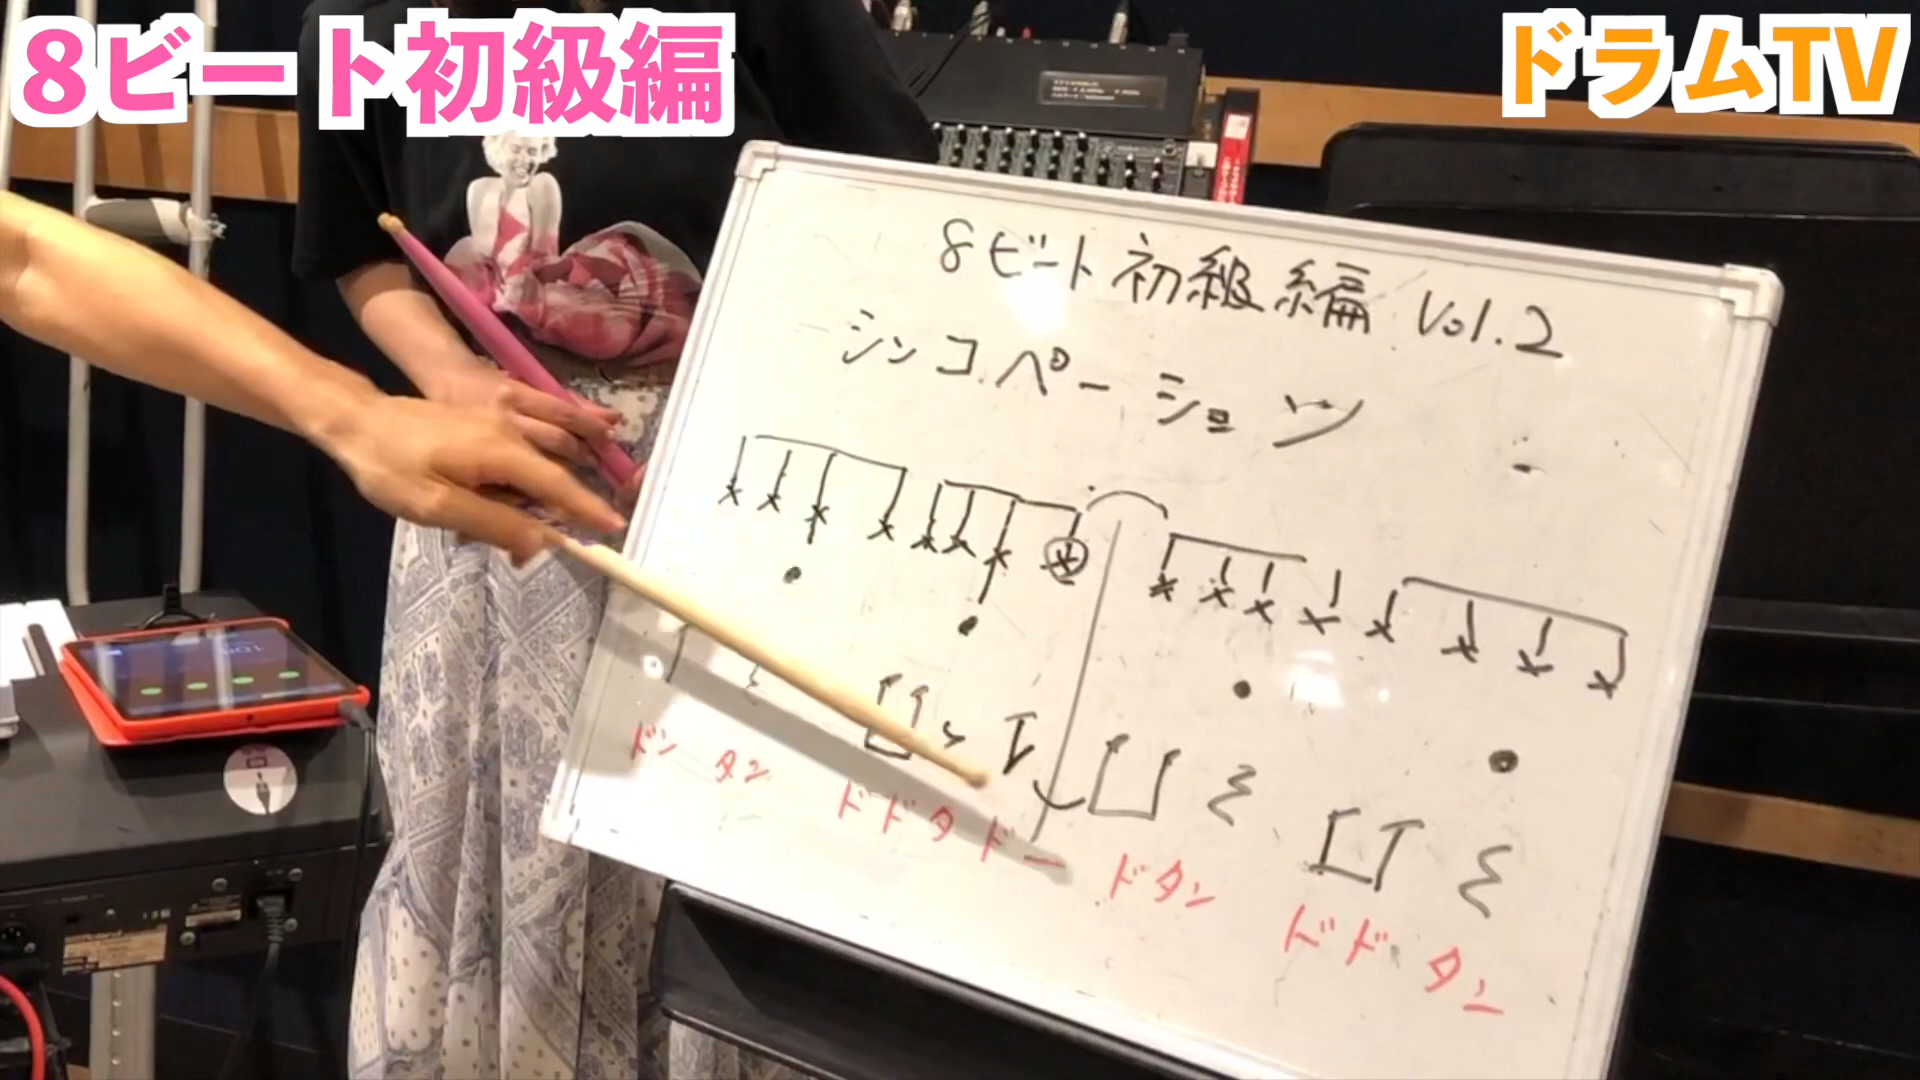 8ビート初級編
ドラムTV
8ビート初級編 Vol.2
シンコペーション
ドン タン ドドタドー ドタン ドドタン